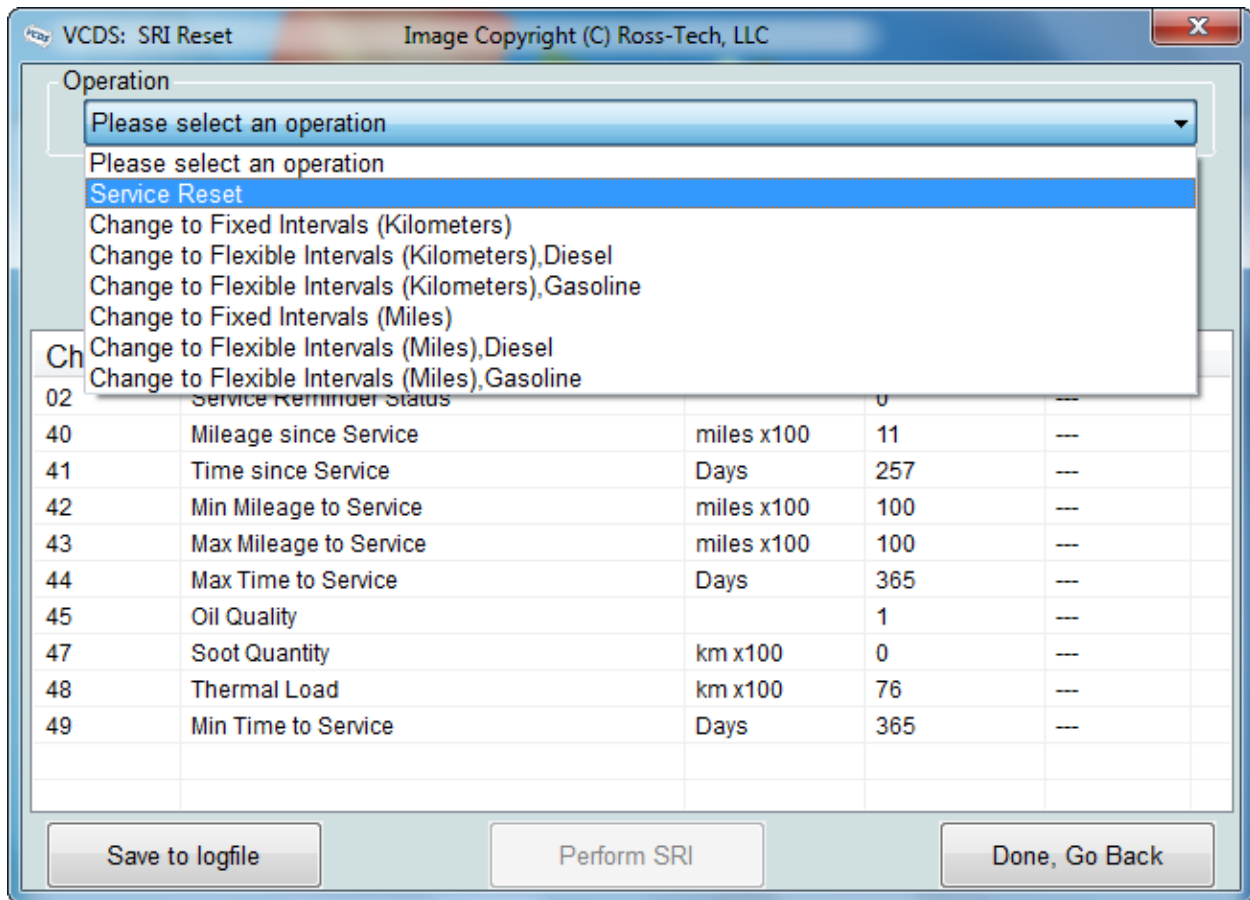 VCDS: SRI Reset Image Copyright (C) Ross-Tech, LLC
Operation
Please select an operation
Please select an operation
Service Reset
Change to Fixed Intervals (Kilometers)
Change to Flexible Intervals (Kilometers),Diesel
Change to Flexible Intervals (Kilometers),Gasoline
Change to Fixed Intervals (Miles)
Change to Flexible Intervals (Miles),Diesel
Change to Flexible Intervals (Miles),Gasoline
Ch
02 Service Reminder Status 0 ---
40 Mileage since Service miles x100 11 ---
41 Time since Service Days 257 ---
42 Min Mileage to Service miles x100 100 ---
43 Max Mileage to Service miles x100 100 ---
44 Max Time to Service Days 365 ---
45 Oil Quality 1 ---
47 Soot Quantity km x100 0 ---
48 Thermal Load km x100 76 ---
49 Min Time to Service Days 365 ---
Save to logfile Perform SRI Done, Go Back